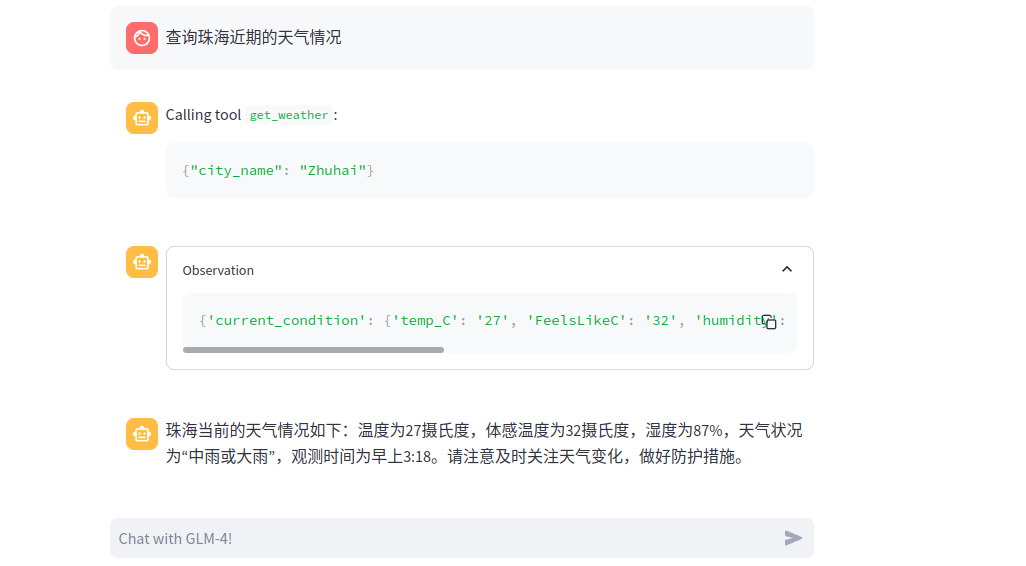 查询珠海近期的天气情况
Calling tool get_weather :
{"city_name": "Zhuhai"}
Observation
{'current_condition': {'temp_C': '27', 'FeelsLikeC': '32', 'humidity':
珠海当前的天气情况如下：温度为27摄氏度，体感温度为32摄氏度，湿度为87%，天气状况
为“中雨或大雨”，观测时间为早上3:18。请注意及时关注天气变化，做好防护措施。
Chat with GLM-4!